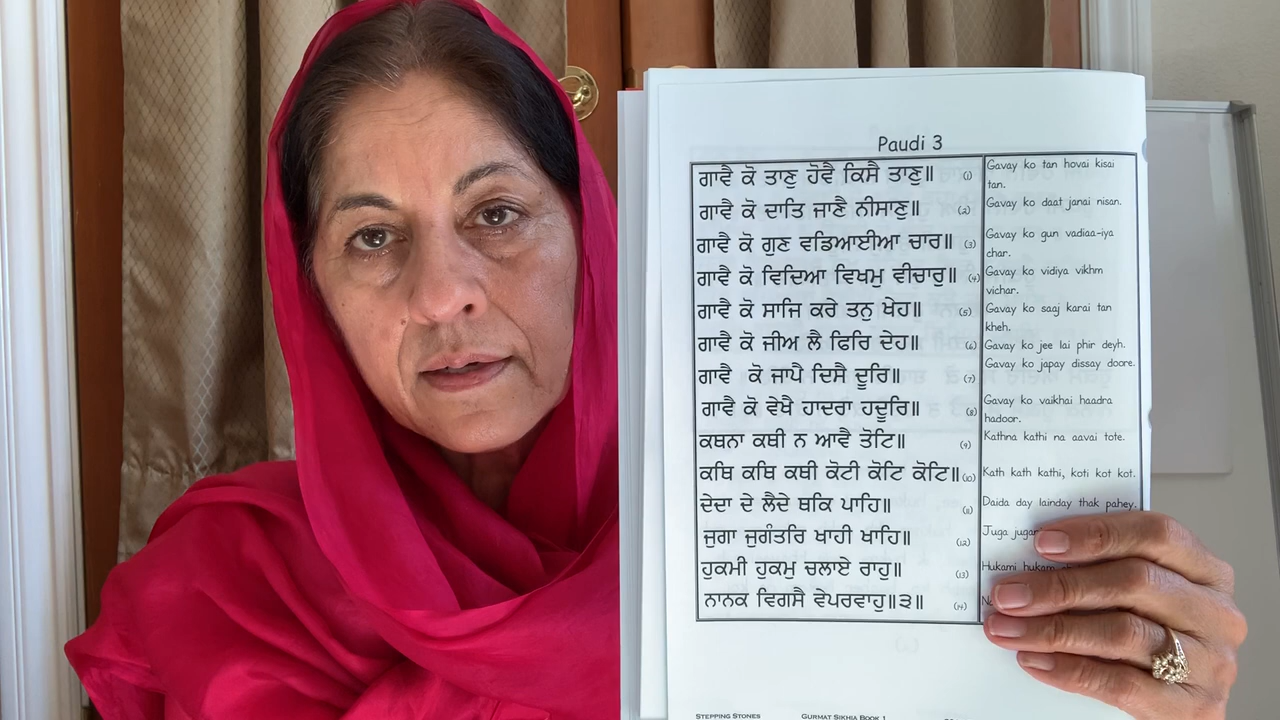 Paudi 3
ਗਾਵੈ ਕੋ ਤਾਣੁ ਹੋਵੈ ਕਿਸੈ ਤਾਣੁ॥ (1) Gavay ko tan hovai kisai
tan.
ਗਾਵੈ ਕੋ ਦਾਤਿ ਜਾਣੈ ਨੀਸਾਣੁ॥ (2) Gavay ko daat janai nisan.
ਗਾਵੈ ਕੋ ਗੁਣ ਵਡਿਆਈਆ ਚਾਰ॥ (3) Gavay ko gun vadiaa-iya
char.
ਗਾਵੈ ਕੋ ਵਿਦਿਆ ਵਿਖਮੁ ਵੀਚਾਰੁ॥ (4) Gavay ko vidiya vikhm
vichar.
ਗਾਵੈ ਕੋ ਸਾਜਿ ਕਰੇ ਤਨੁ ਖੇਹ॥ (5) Gavay ko saaj karai tan
kheh.
ਗਾਵੈ ਕੋ ਜੀਅ ਲੈ ਫਿਰਿ ਦੇਹ॥ (6) Gavay ko jee lai phir deyh.
ਗਾਵੈ ਕੋ ਜਾਪੈ ਦਿਸੈ ਦੂਰਿ॥ (7) Gavay ko japay dissay doore.
ਗਾਵੈ ਕੋ ਵੇਖੈ ਹਾਦਰਾ ਹਦੂਰਿ॥ (8) Gavay ko vaikhai haadra
hadoor.
ਕਥਨਾ ਕਥੀ ਨ ਆਵੈ ਤੋਟਿ॥ (9) Kathna kathi na aavai tote.
ਕਥਿ ਕਥਿ ਕਥੀ ਕੋਟੀ ਕੋਟਿ ਕੋਟਿ॥ (10) Kath kath kathi, koti kot kot.
ਦੇਦਾ ਦੇ ਲੈਦੇ ਥਕਿ ਪਾਹਿ॥ (11) Daida day lainday thak pahey.
ਜੁਗਾ ਜੁਗੰਤਰਿ ਖਾਹੀ ਖਾਹਿ॥ (12) Juga
ਹੁਕਮੀ ਹੁਕਮੁ ਚਲਾਏ ਰਾਹੁ॥ (13) Hukami hukam
ਨਾਨਕ ਵਿਗਸੈ ਵੇਪਰਵਾਹੁ॥੩॥ (14)
STEPPING STONES GURMAT SIKHIA BOOK 1